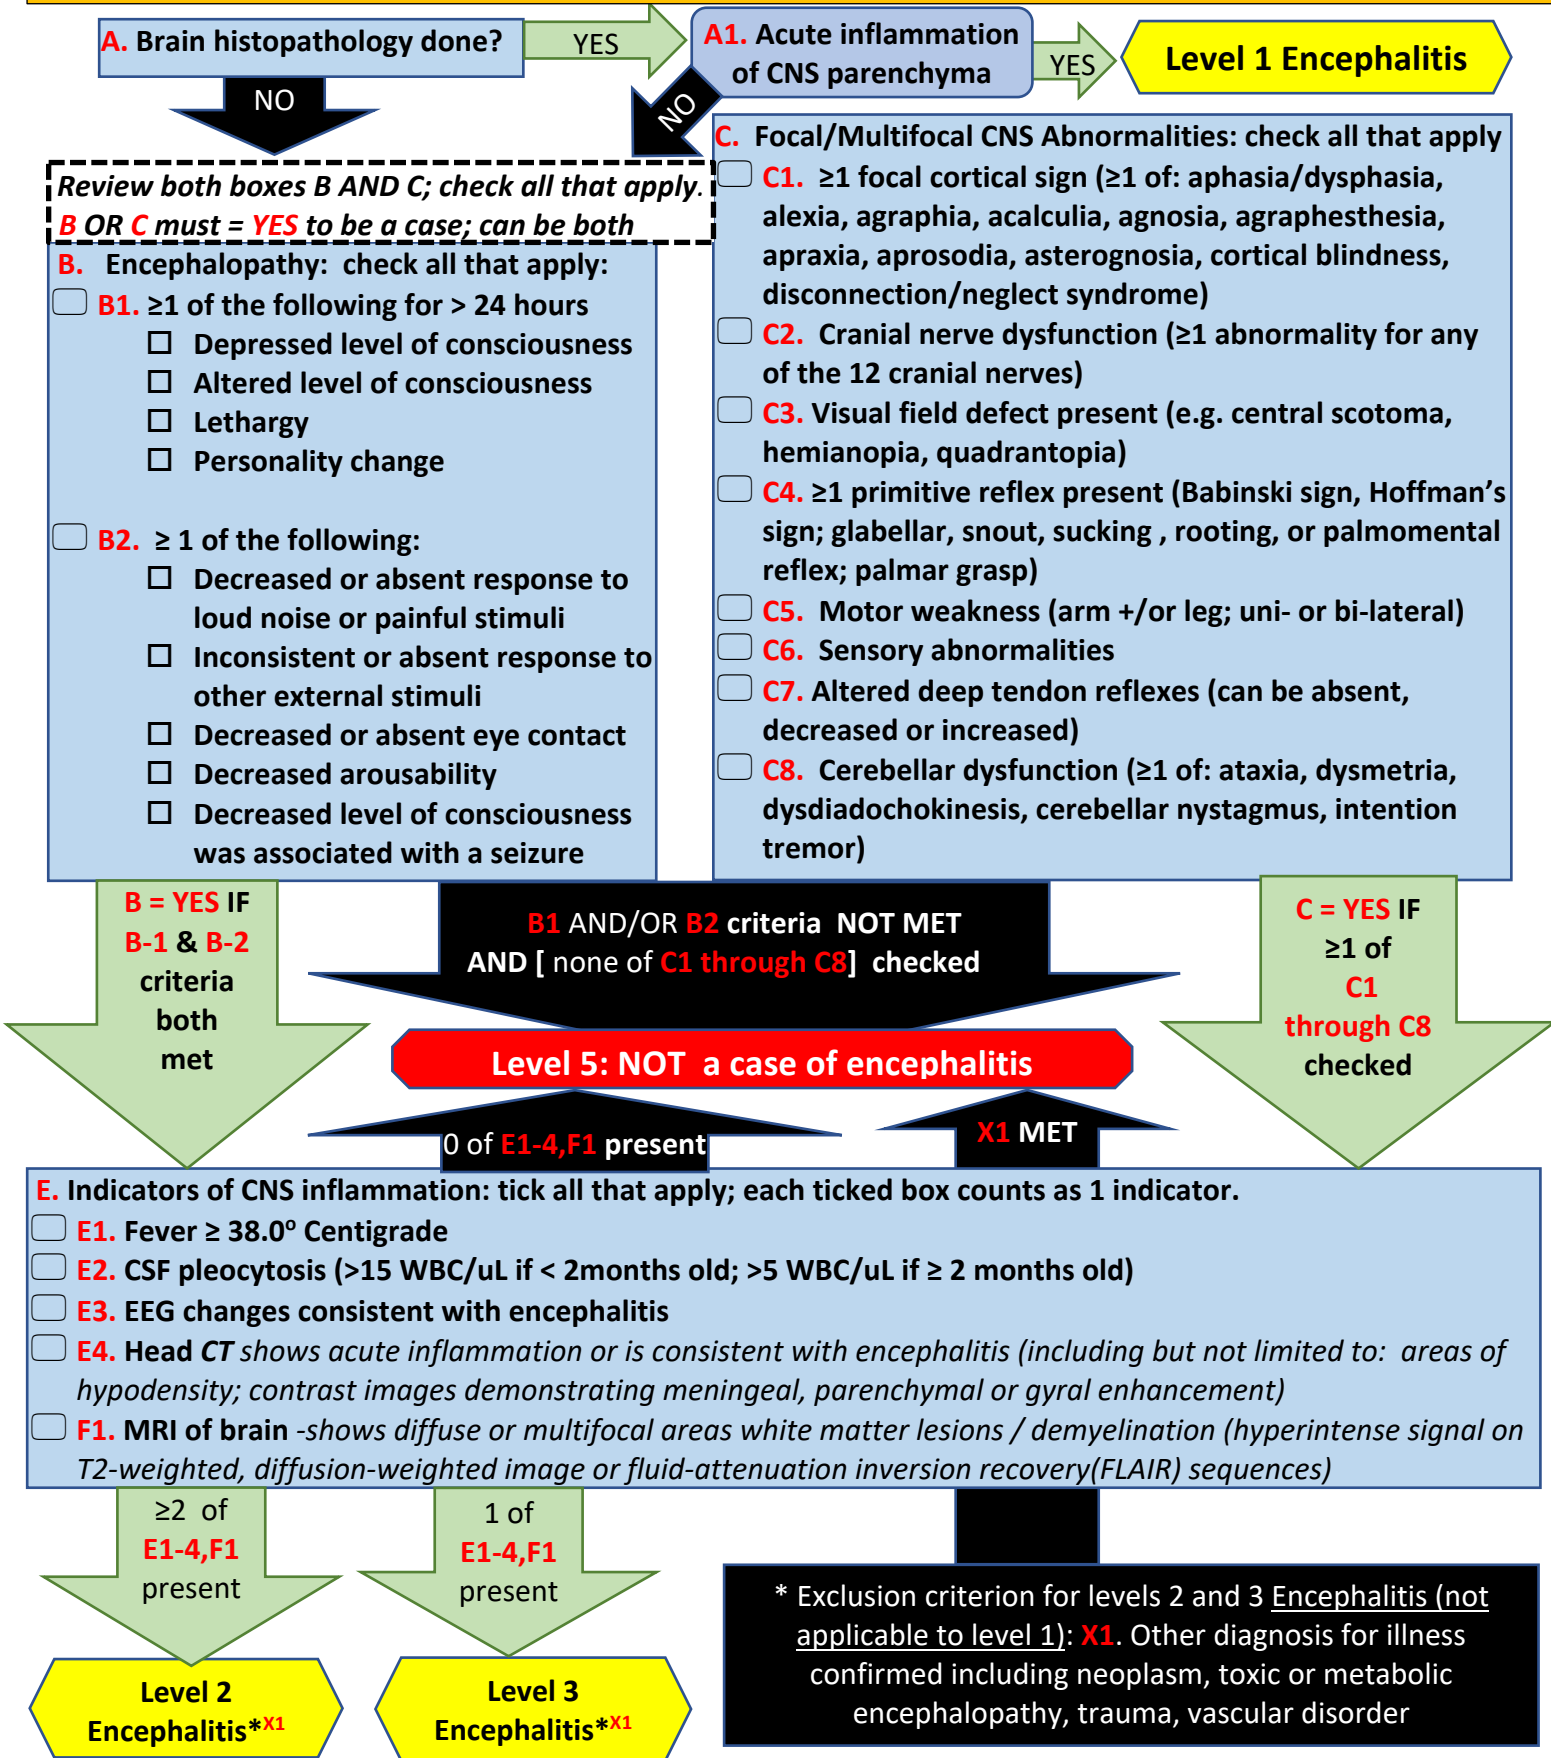 A. Brain histopathology done?
YES
A1. Acute inflammation
of CNS parenchyma
YES
Level 1 Encephalitis
NO
NO
Review both boxes B AND C; check all that apply.
B OR C must = YES to be a case; can be both
B. Encephalopathy: check all that apply:
B1. ≥1 of the following for > 24 hours
Depressed level of consciousness
Altered level of consciousness
Lethargy
Personality change
B2. ≥ 1 of the following:
Decreased or absent response to
loud noise or painful stimuli
Inconsistent or absent response to
other external stimuli
Decreased or absent eye contact
Decreased arousability
Decreased level of consciousness
was associated with a seizure
C. Focal/Multifocal CNS Abnormalities: check all that apply
C1. ≥1 focal cortical sign (≥1 of: aphasia/dysphasia,
alexia, agraphia, acalculia, agnosia, agraphesthesia,
apraxia, aprosodia, asterognosia, cortical blindness,
disconnection/neglect syndrome)
C2. Cranial nerve dysfunction (≥1 abnormality for any
of the 12 cranial nerves)
C3. Visual field defect present (e.g. central scotoma,
hemianopia, quadrantopia)
C4. ≥1 primitive reflex present (Babinski sign, Hoffman's
sign; glabellar, snout, sucking , rooting, or palmomental
reflex; palmar grasp)
C5. Motor weakness (arm +/or leg; uni- or bi-lateral)
C6. Sensory abnormalities
C7. Altered deep tendon reflexes (can be absent,
decreased or increased)
C8. Cerebellar dysfunction (≥1 of: ataxia, dysmetria,
dysdiadochokinesis, cerebellar nystagmus, intention
tremor)
B = YES IF
B-1 & B-2
criteria
both
met
B1 AND/OR B2 criteria NOT MET
AND [ none of C1 through C8] checked
C = YES IF
≥1 of
C1
through C8
checked
Level 5: NOT a case of encephalitis
0 of E1-4,F1 present
X1 MET
E. Indicators of CNS inflammation: tick all that apply; each ticked box counts as 1 indicator.
E1. Fever ≥ 38.0º Centigrade
E2. CSF pleocytosis (>15 WBC/uL if < 2months old; >5 WBC/uL if ≥ 2 months old)
E3. EEG changes consistent with encephalitis
E4. Head CT shows acute inflammation or is consistent with encephalitis (including but not limited to: areas of
hypodensity; contrast images demonstrating meningeal, parenchymal or gyral enhancement)
F1. MRI of brain -shows diffuse or multifocal areas white matter lesions / demyelination (hyperintense signal on
T2-weighted, diffusion-weighted image or fluid-attenuation inversion recovery(FLAIR) sequences)
≥2 of
E1-4,F1
present
1 of
E1-4,F1
present
Level 2
Encephalitis*X1
Level 3
Encephalitis*X1
* Exclusion criterion for levels 2 and 3 Encephalitis (not
applicable to level 1): X1. Other diagnosis for illness
confirmed including neoplasm, toxic or metabolic
encephalopathy, trauma, vascular disorder